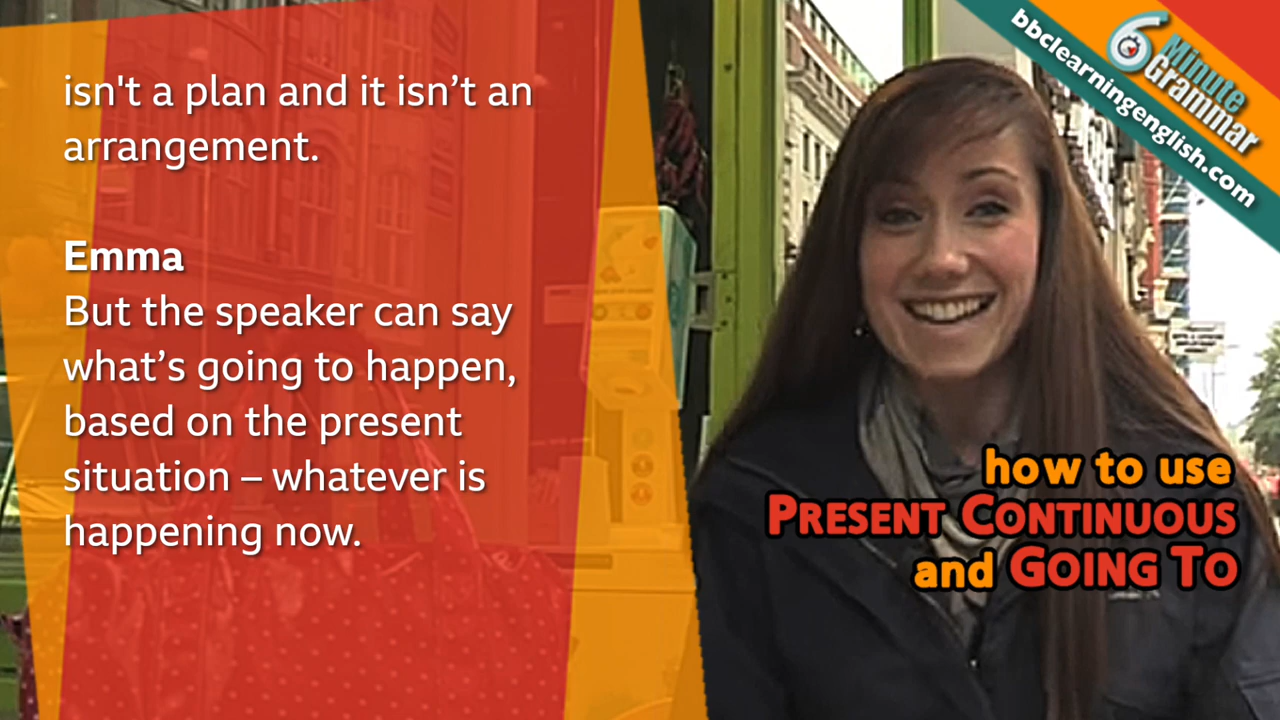 isn't a plan and it isn’t an
arrangement.
Emma
But the speaker can say
what’s going to happen,
based on the present
situation – whatever is
happening now.
6 Minute
Grammar
bbclearningenglish.com
how to use
PRESENT CONTINUOUS
and GOING TO